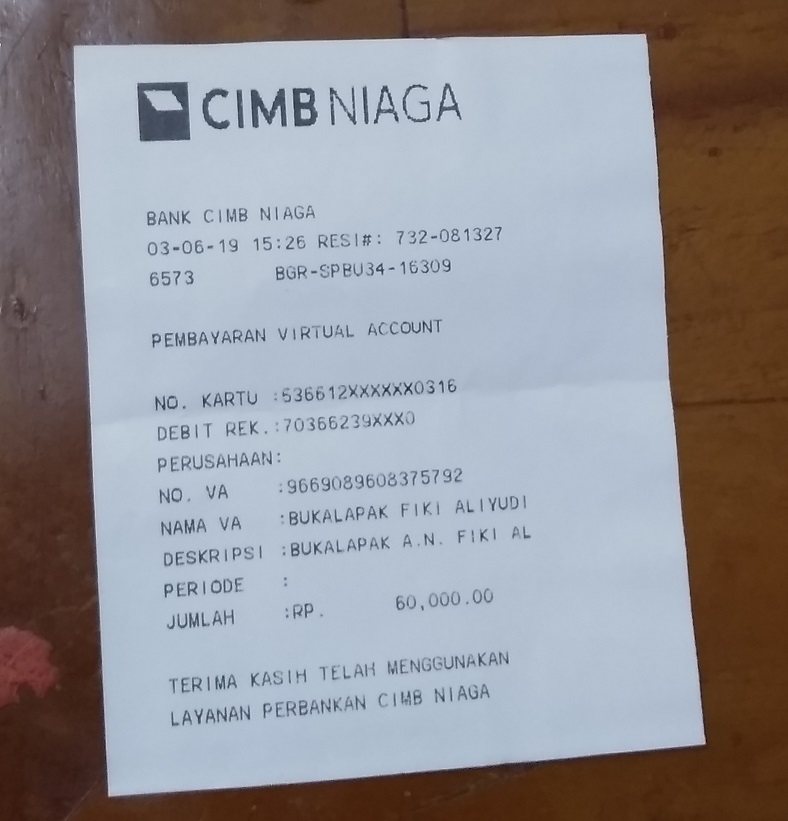 CIMB NIAGA
BANK CIMB NIAGA
03-06-19 15:26 RESI#: 732-081327
6573 BGR-SPBU34-16309
PEMBAYARAN VIRTUAL ACCOUNT
NO. KARTU :536612XXXXXX0316
DEBIT REK.:70366239XXX0
PERUSAHAAN:
NO. VA :9669089608375792
NAMA VA :BUKALAPAK FIKI ALIYUDI
DESKRIPSI :BUKALAPAK A.N. FIKI AL
PERIODE :
JUMLAH :RP. 60,000.00
TERIMA KASIH TELAH MENGGUNAKAN
LAYANAN PERBANKAN CIMB NIAGA